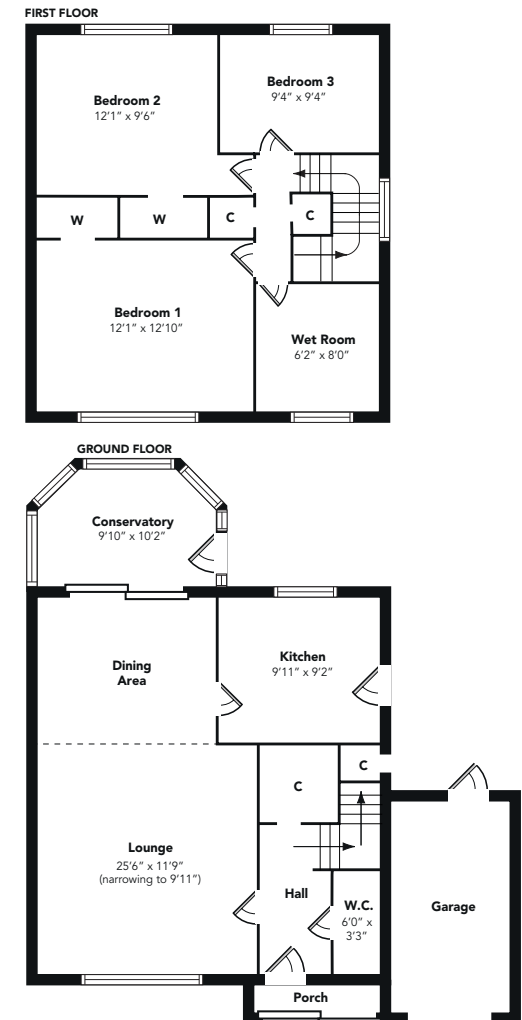 FIRST FLOOR
Bedroom 2
12'1" x 9'6"
Bedroom 3
9'4" x 9'4"
W
W
C
C
Bedroom 1
12'1" x 12'10"
Wet Room
6'2" x 8'0"
GROUND FLOOR
Conservatory
9'10" x 10'2"
Dining
Area
Kitchen
9'11" x 9'2"
C
C
Lounge
25'6" x 11'9"
(narrowing to 9'11")
Hall
W.C.
6'0" x
3'3"
Garage
Porch